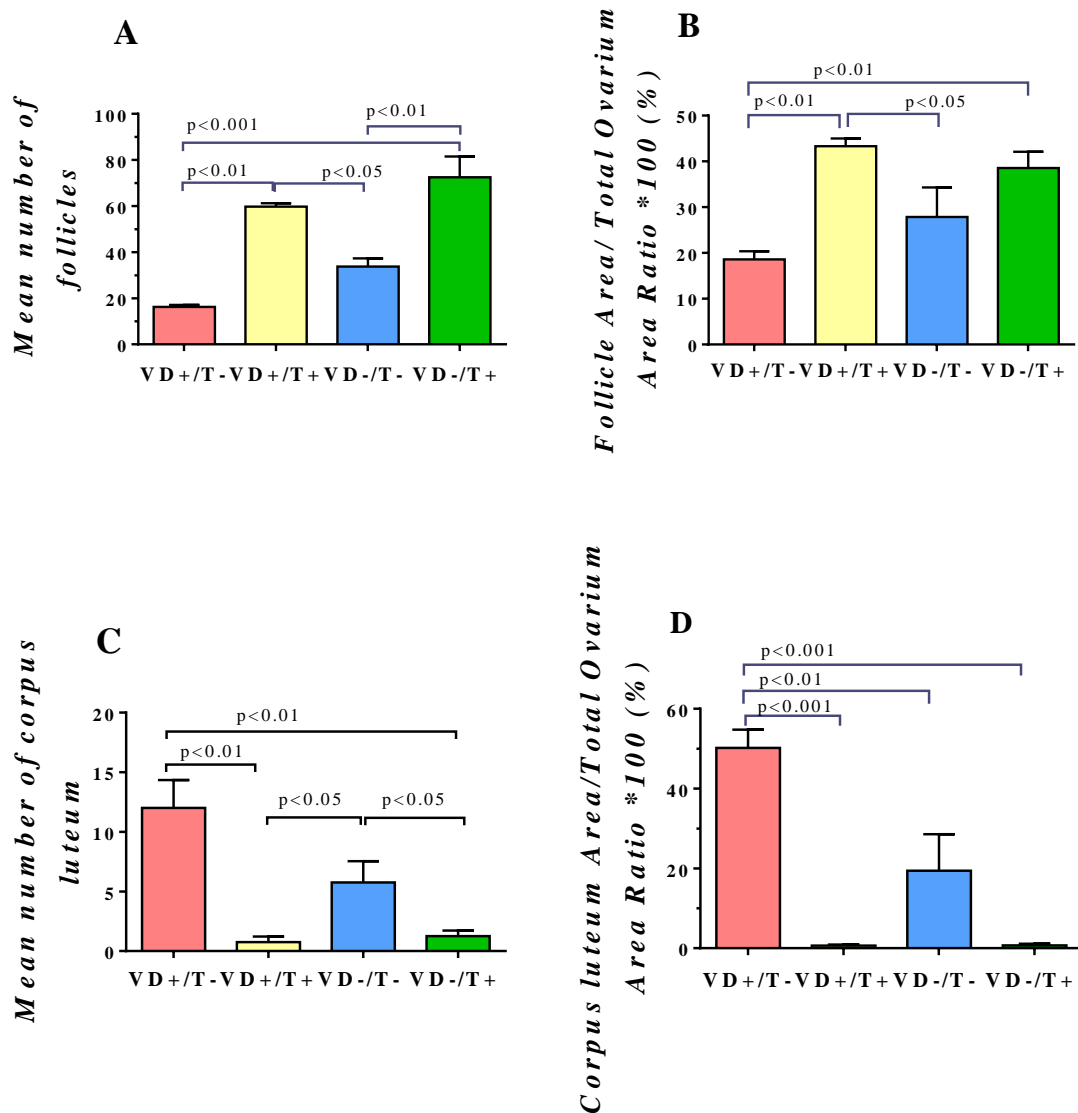 A
Mean number of
follicles
100
80
60
40
20
0
p<0.01
p<0.001
p<0.01
p<0.05
VD+/T- VD+/T+ VD-/T- VD-/T+
B
Follicle Area/ Total Ovarium
Area Ratio *100 (%)
50
40
30
20
10
0
p<0.01
p<0.01
p<0.05
VD+/T- VD+/T+ VD-/T- VD-/T+
C
Mean number of corpus
luteum
20
15
10
5
0
p<0.01
p<0.01
p<0.05
p<0.05
VD+/T- VD+/T+ VD-/T- VD-/T+
D
Corpus luteum Area/Total Ovarium
Area Ratio *100 (%)
60
40
20
0
p<0.001
p<0.01
p<0.001
VD+/T- VD+/T+ VD-/T- VD-/T+